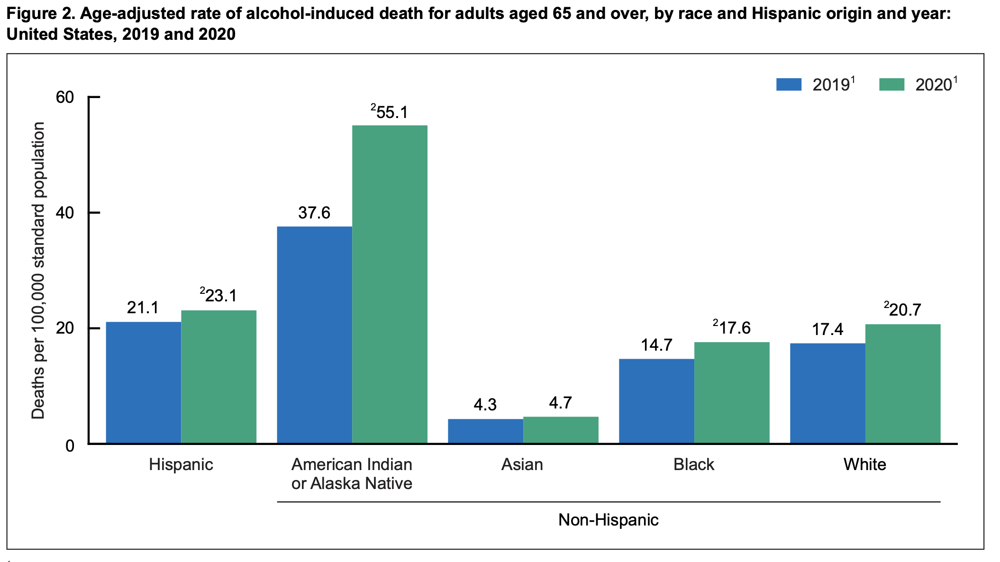 Figure 2. Age-adjusted rate of alcohol-induced death for adults aged 65 and over, by race and Hispanic origin and year:
United States, 2019 and 2020
2019¹ 2020¹
Deaths per 100,000 standard population
60
40
20
0
21.1
²23.1
37.6
²55.1
4.3
4.7
14.7
²17.6
17.4
²20.7
Hispanic
American Indian
or Alaska Native
Asian
Black
White
Non-Hispanic